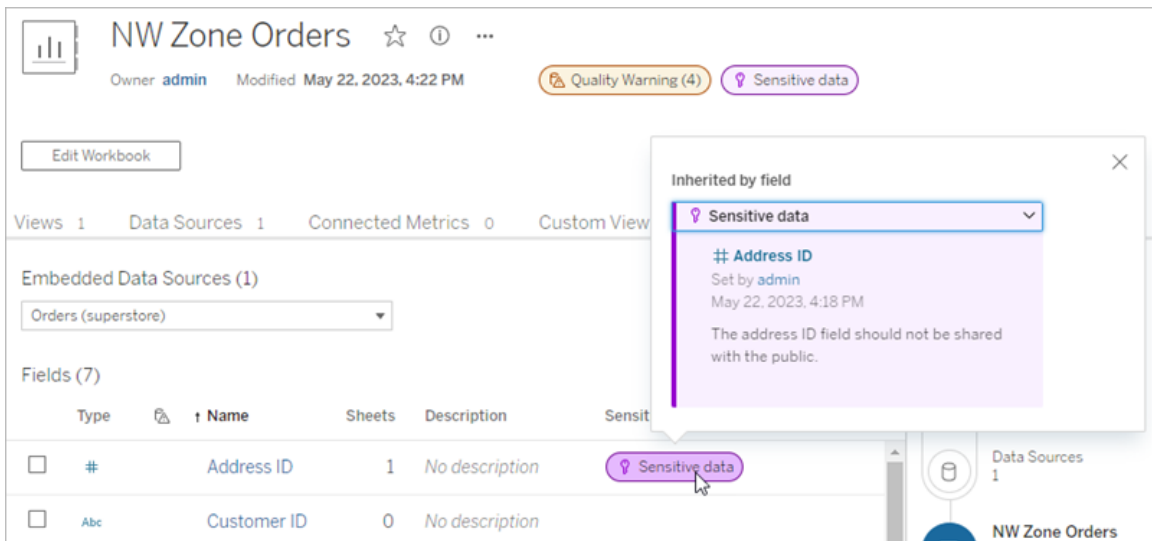 NW Zone Orders
Owner admin Modified May 22, 2023, 4:22 PM
Quality Warning (4)
Sensitive data
Edit Workbook
Views 1 Data Sources 1 Connected Metrics 0 Custom View
Embedded Data Sources (1)
Orders (superstore)
Fields (7)
Type Name Sheets Description Sensit
# Address ID 1 No description Sensitive data
Abc Customer ID 0 No description
Inherited by field
Sensitive data
# Address ID
Set by admin
May 22, 2023, 4:18 PM
The address ID field should not be shared
with the public.
Data Sources
1
NW Zone Orders